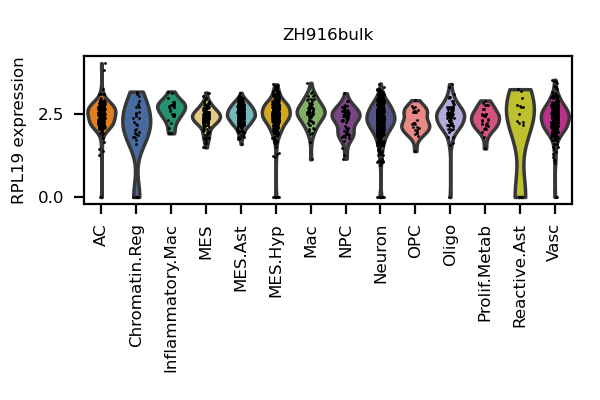 ZH916bulk
RPL19 expression
2.5
0.0
AC
Chromatin.Reg
Inflammatory.Mac
MES
MES.Ast
MES.Hyp
Mac
NPC
Neuron
OPC
Oligo
Prolif.Metab
Reactive.Ast
Vasc